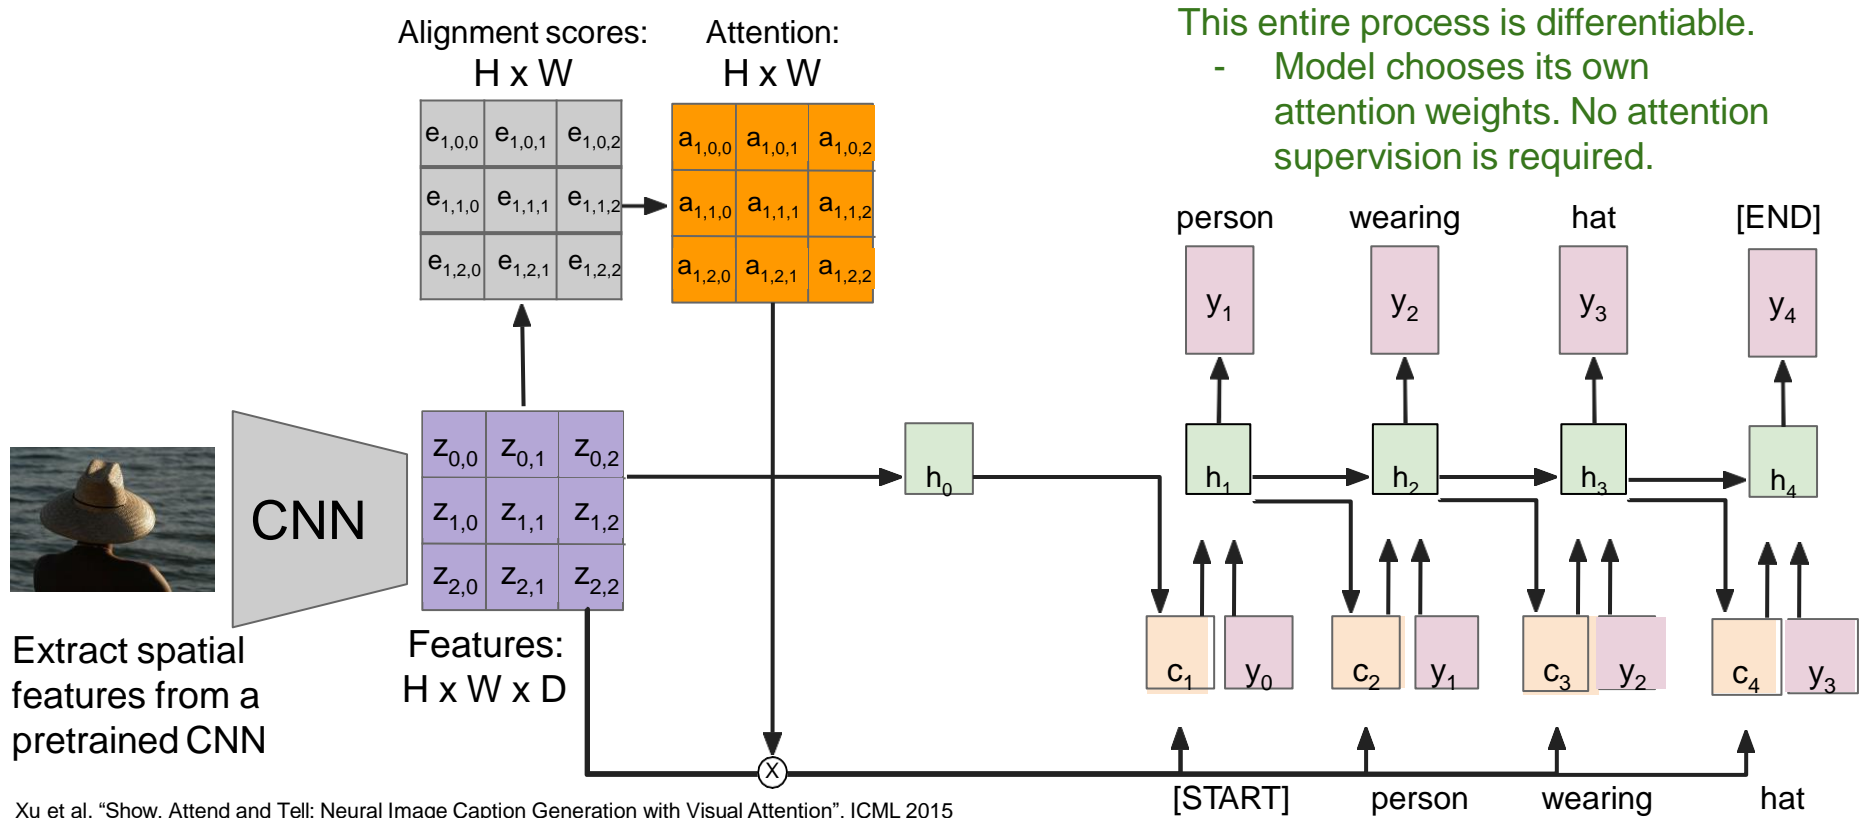 Alignment scores:
H x W
Attention:
H x W
This entire process is differentiable.
- Model chooses its own
attention weights. No attention
supervision is required.
e1,0,0 e1,0,1 e1,0,2
e1,1,0 e1,1,1 e1,1,2
e1,2,0 e1,2,1 e1,2,2
a1,0,0 a1,0,1 a1,0,2
a1,1,0 a1,1,1 a1,1,2
a1,2,0 a1,2,1 a1,2,2
person wearing hat [END]
y1 y2 y3 y4
CNN
z0,0 z0,1 z0,2
z1,0 z1,1 z1,2
z2,0 z2,1 z2,2
h0 h1 h2 h3 h4
Extract spatial
features from a
pretrained CNN
Features:
H x W x D
c1 y0 c2 y1 c3 y2 c4 y3
X
[START] person wearing hat
Xu et al, “Show, Attend and Tell: Neural Image Caption Generation with Visual Attention”, ICML 2015